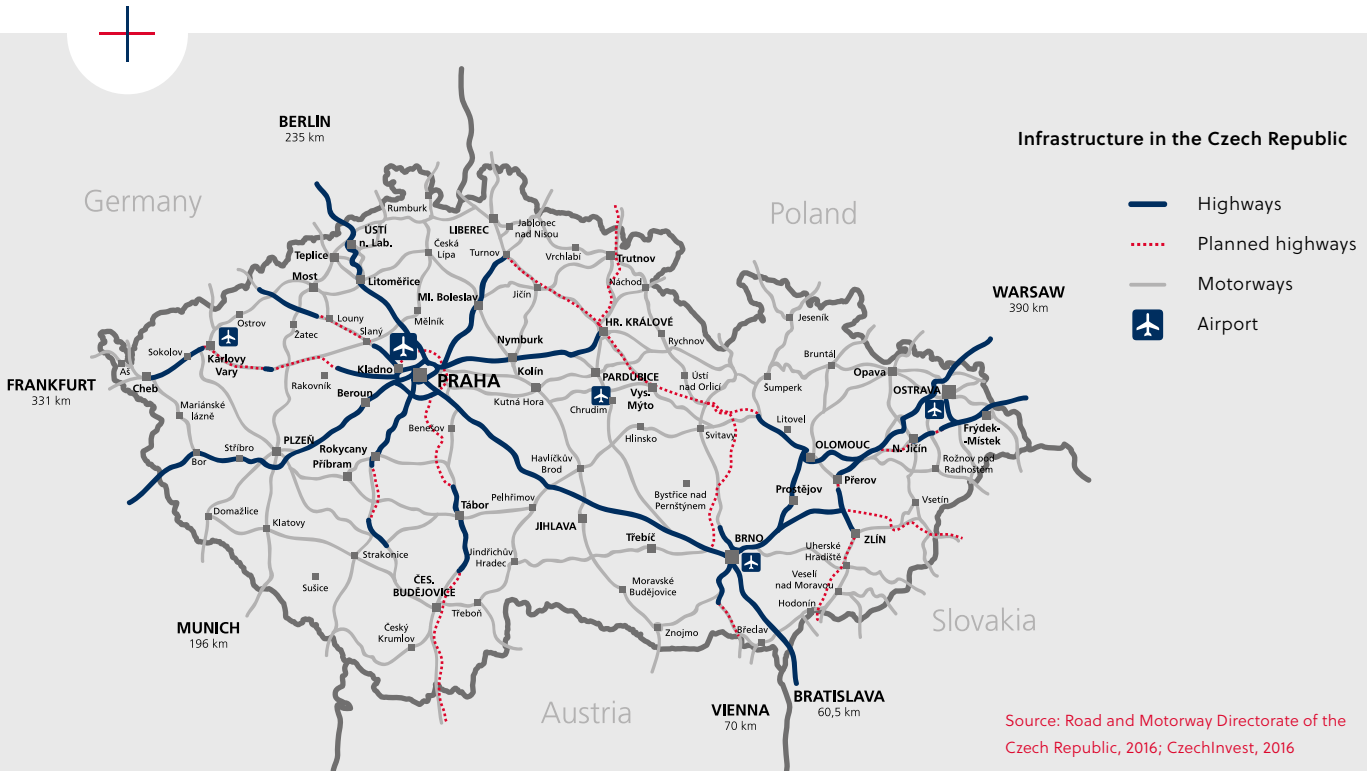 BERLIN
235 km
Infrastructure in the Czech Republic
Germany
Poland
Highways
Planned highways
Motorways
Airport
WARSAW
390 km
FRANKFURT
331 km
MUNICH
196 km
Slovakia
Austria
VIENNA
70 km
BRATISLAVA
60,5 km
Rumburk
ÚSTÍ
n. Lab.
LIBEREC
Jablonec
nad Nisou
Teplice
Česká
Lípa
Turnov
Vrchlabí
Trutnov
Most
Litoměřice
Náchod
Ml. Boleslav
Jičín
Ostrov
Louny
Mělník
HR. KRÁLOVÉ
Jeseník
Žatec
Slaný
Rychnov
Sokolov
Karlovy
Vary
Nymburk
Bruntál
Opava
Aš
Kladno
Kolín
PARDUBICE
Ústí
nad Orlicí
Cheb
Rakovník
PRAHA
Šumperk
OSTRAVA
Beroun
Kutná Hora
Chrudim
Vys.
Mýto
Mariánské
lázně
Litovel
Frýdek-
-Místek
Benešov
Hlinsko
Svitavy
PLZEŇ
Rokycany
OLOMOUC
N. Jičín
Stříbro
Bor
Příbram
Havlíčkův
Brod
Rožnov pod
Radhoštěm
Přerov
Prostějov
Pelhřimov
Bystřice nad
Pernštýnem
Vsetín
Tábor
Domažlice
Klatovy
JIHLAVA
Třebíč
BRNO
ZLÍN
Uherské
Hradiště
Strakonice
Jindřichův
Hradec
Sušice
ČES.
BUDĚJOVICE
Moravské
Budějovice
Veselí
nad Moravou
Třeboň
Hodonín
Český
Krumlov
Znojmo
Břeclav
Source: Road and Motorway Directorate of the
Czech Republic, 2016; CzechInvest, 2016